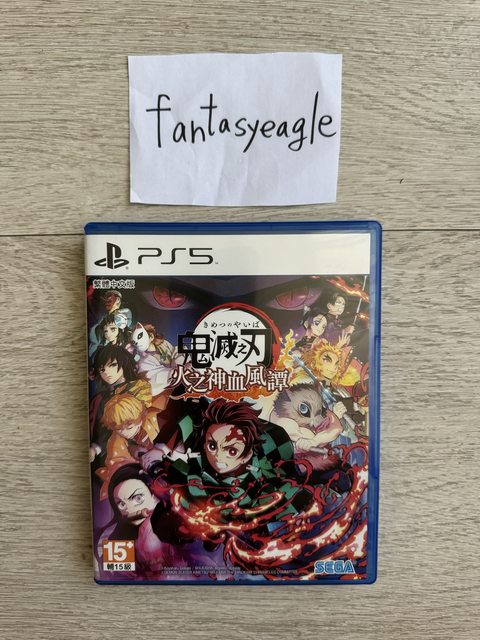 fantasyeagle
PS5
繁體中文版
きめつのやいば
鬼滅之刃
火之神血風譚
15+
輔15級
SEGA